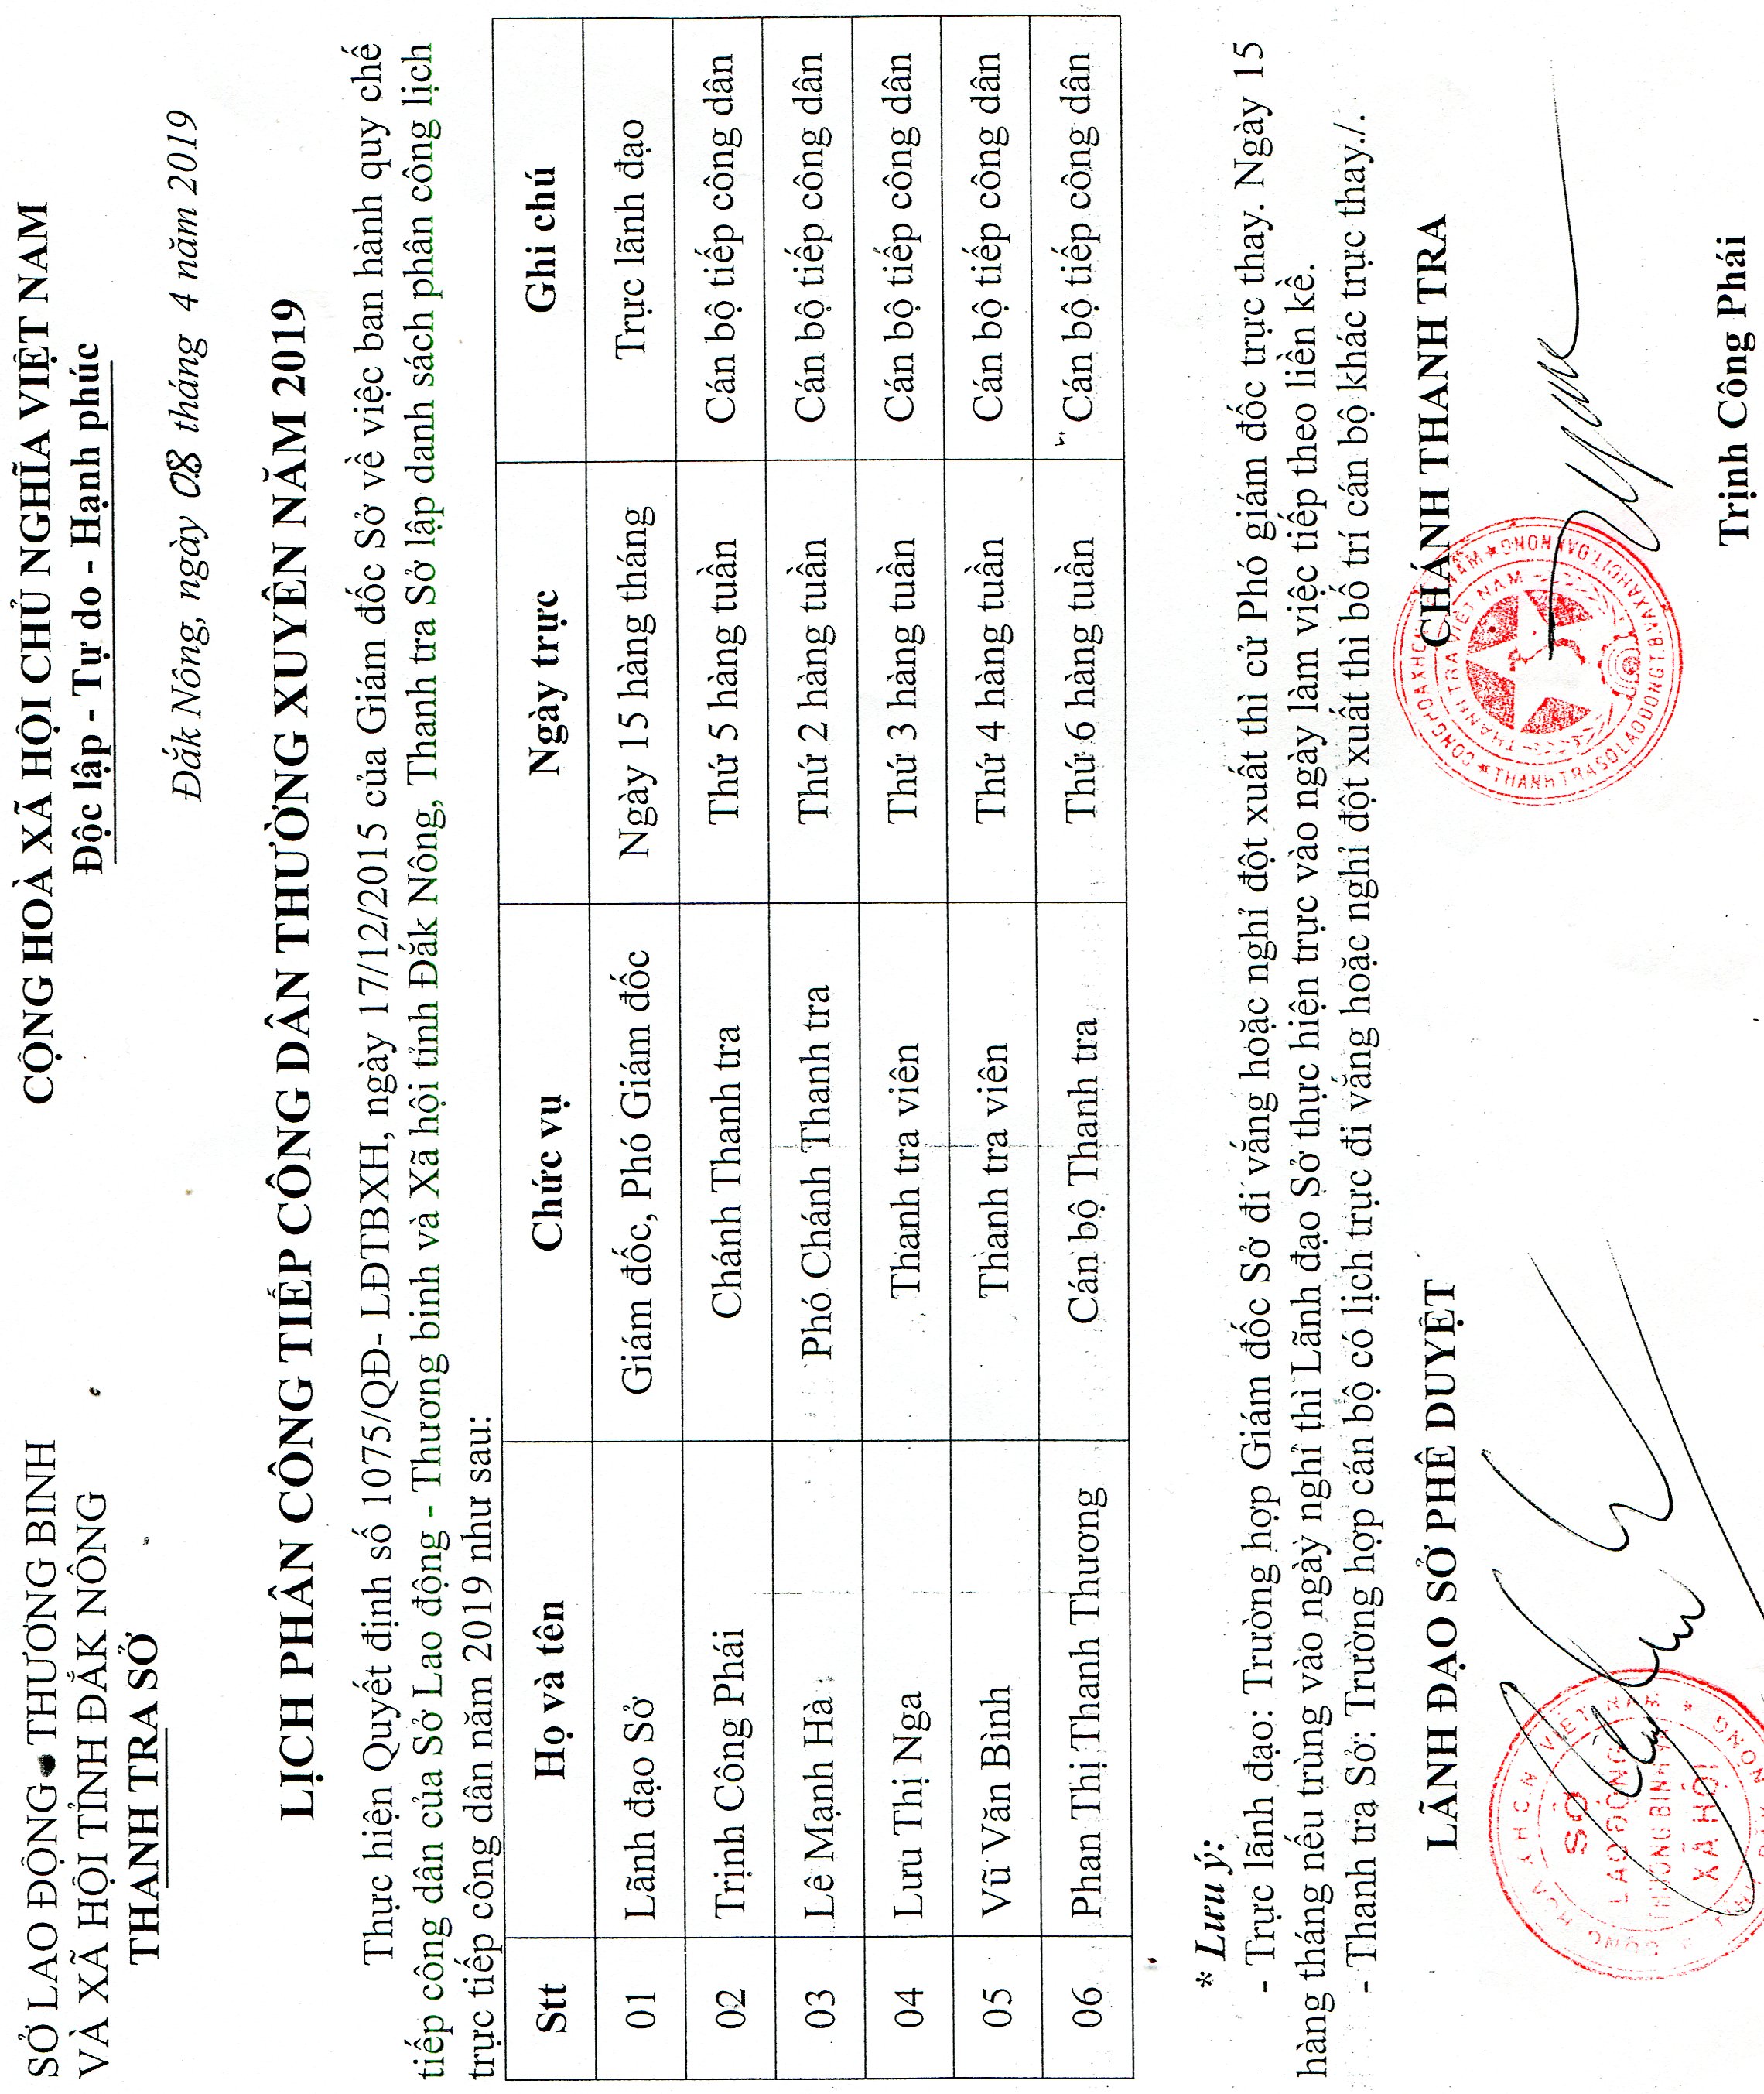 SỞ LAO ĐỘNG - THƯƠNG BINH
VÀ XÃ HỘI TỈNH ĐẮK NÔNG
THANH TRA SỞ
CỘNG HOÀ XÃ HỘI CHỦ NGHĨA VIỆT NAM
Độc lập - Tự do - Hạnh phúc
Đắk Nông, ngày 08 tháng 4 năm 2019
LỊCH PHÂN CÔNG TIẾP CÔNG DÂN THƯỜNG XUYÊN NĂM 2019
Thực hiện Quyết định số 1075/QĐ- LĐTBXH, ngày 17/12/2015 của Giám đốc Sở về việc ban hành quy chế
tiếp công dân của Sở Lao động - Thương binh và Xã hội tỉnh Đắk Nông, Thanh tra Sở lập danh sách phân công lịch
trực tiếp công dân năm 2019 như sau:
Stt Họ và tên Chức vụ Ngày trực Ghi chú
01 Lãnh đạo Sở Giám đốc, Phó Giám đốc Ngày 15 hàng tháng Trực lãnh đạo
02 Trịnh Công Phái Chánh Thanh tra Thứ 5 hàng tuần Cán bộ tiếp công dân
03 Lê Mạnh Hà Phó Chánh Thanh tra Thứ 2 hàng tuần Cán bộ tiếp công dân
04 Lưu Thị Nga Thanh tra viên Thứ 3 hàng tuần Cán bộ tiếp công dân
05 Vũ Văn Bình Thanh tra viên Thứ 4 hàng tuần Cán bộ tiếp công dân
06 Phan Thị Thanh Thương Cán bộ Thanh tra Thứ 6 hàng tuần Cán bộ tiếp công dân
* Lưu ý:
- Trực lãnh đạo: Trường hợp Giám đốc Sở đi vắng hoặc nghỉ đột xuất thì cử Phó giám đốc trực thay. Ngày 15
hàng tháng nếu trùng vào ngày nghỉ thì Lãnh đạo Sở thực hiện trực vào ngày làm việc tiếp theo liền kề.
- Thanh tra Sở: Trường hợp cán bộ có lịch trực đi vắng hoặc nghỉ đột xuất thì bố trí cán bộ khác trực thay./.
LÃNH ĐẠO SỞ PHÊ DUYỆT
SỞ
LAO ĐỘNG
THƯƠNG BINH VÀ
XÃ HỘI
CHÁNH THANH TRA
THANH TRA VIỆT NAM
Trịnh Công Phái